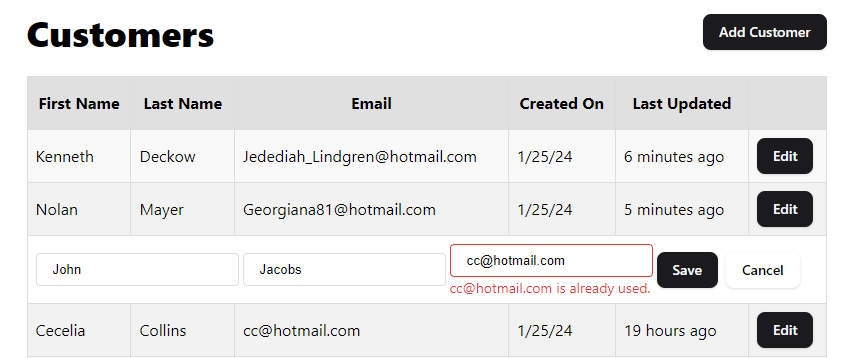 Customers
Add Customer
First Name Last Name Email Created On Last Updated
Kenneth Deckow Jedediah_Lindgren@hotmail.com 1/25/24 6 minutes ago Edit
Nolan Mayer Georgiana81@hotmail.com 1/25/24 5 minutes ago Edit
John Jacobs cc@hotmail.com Save Cancel
cc@hotmail.com is already used.
Cecelia Collins cc@hotmail.com 1/25/24 19 hours ago Edit